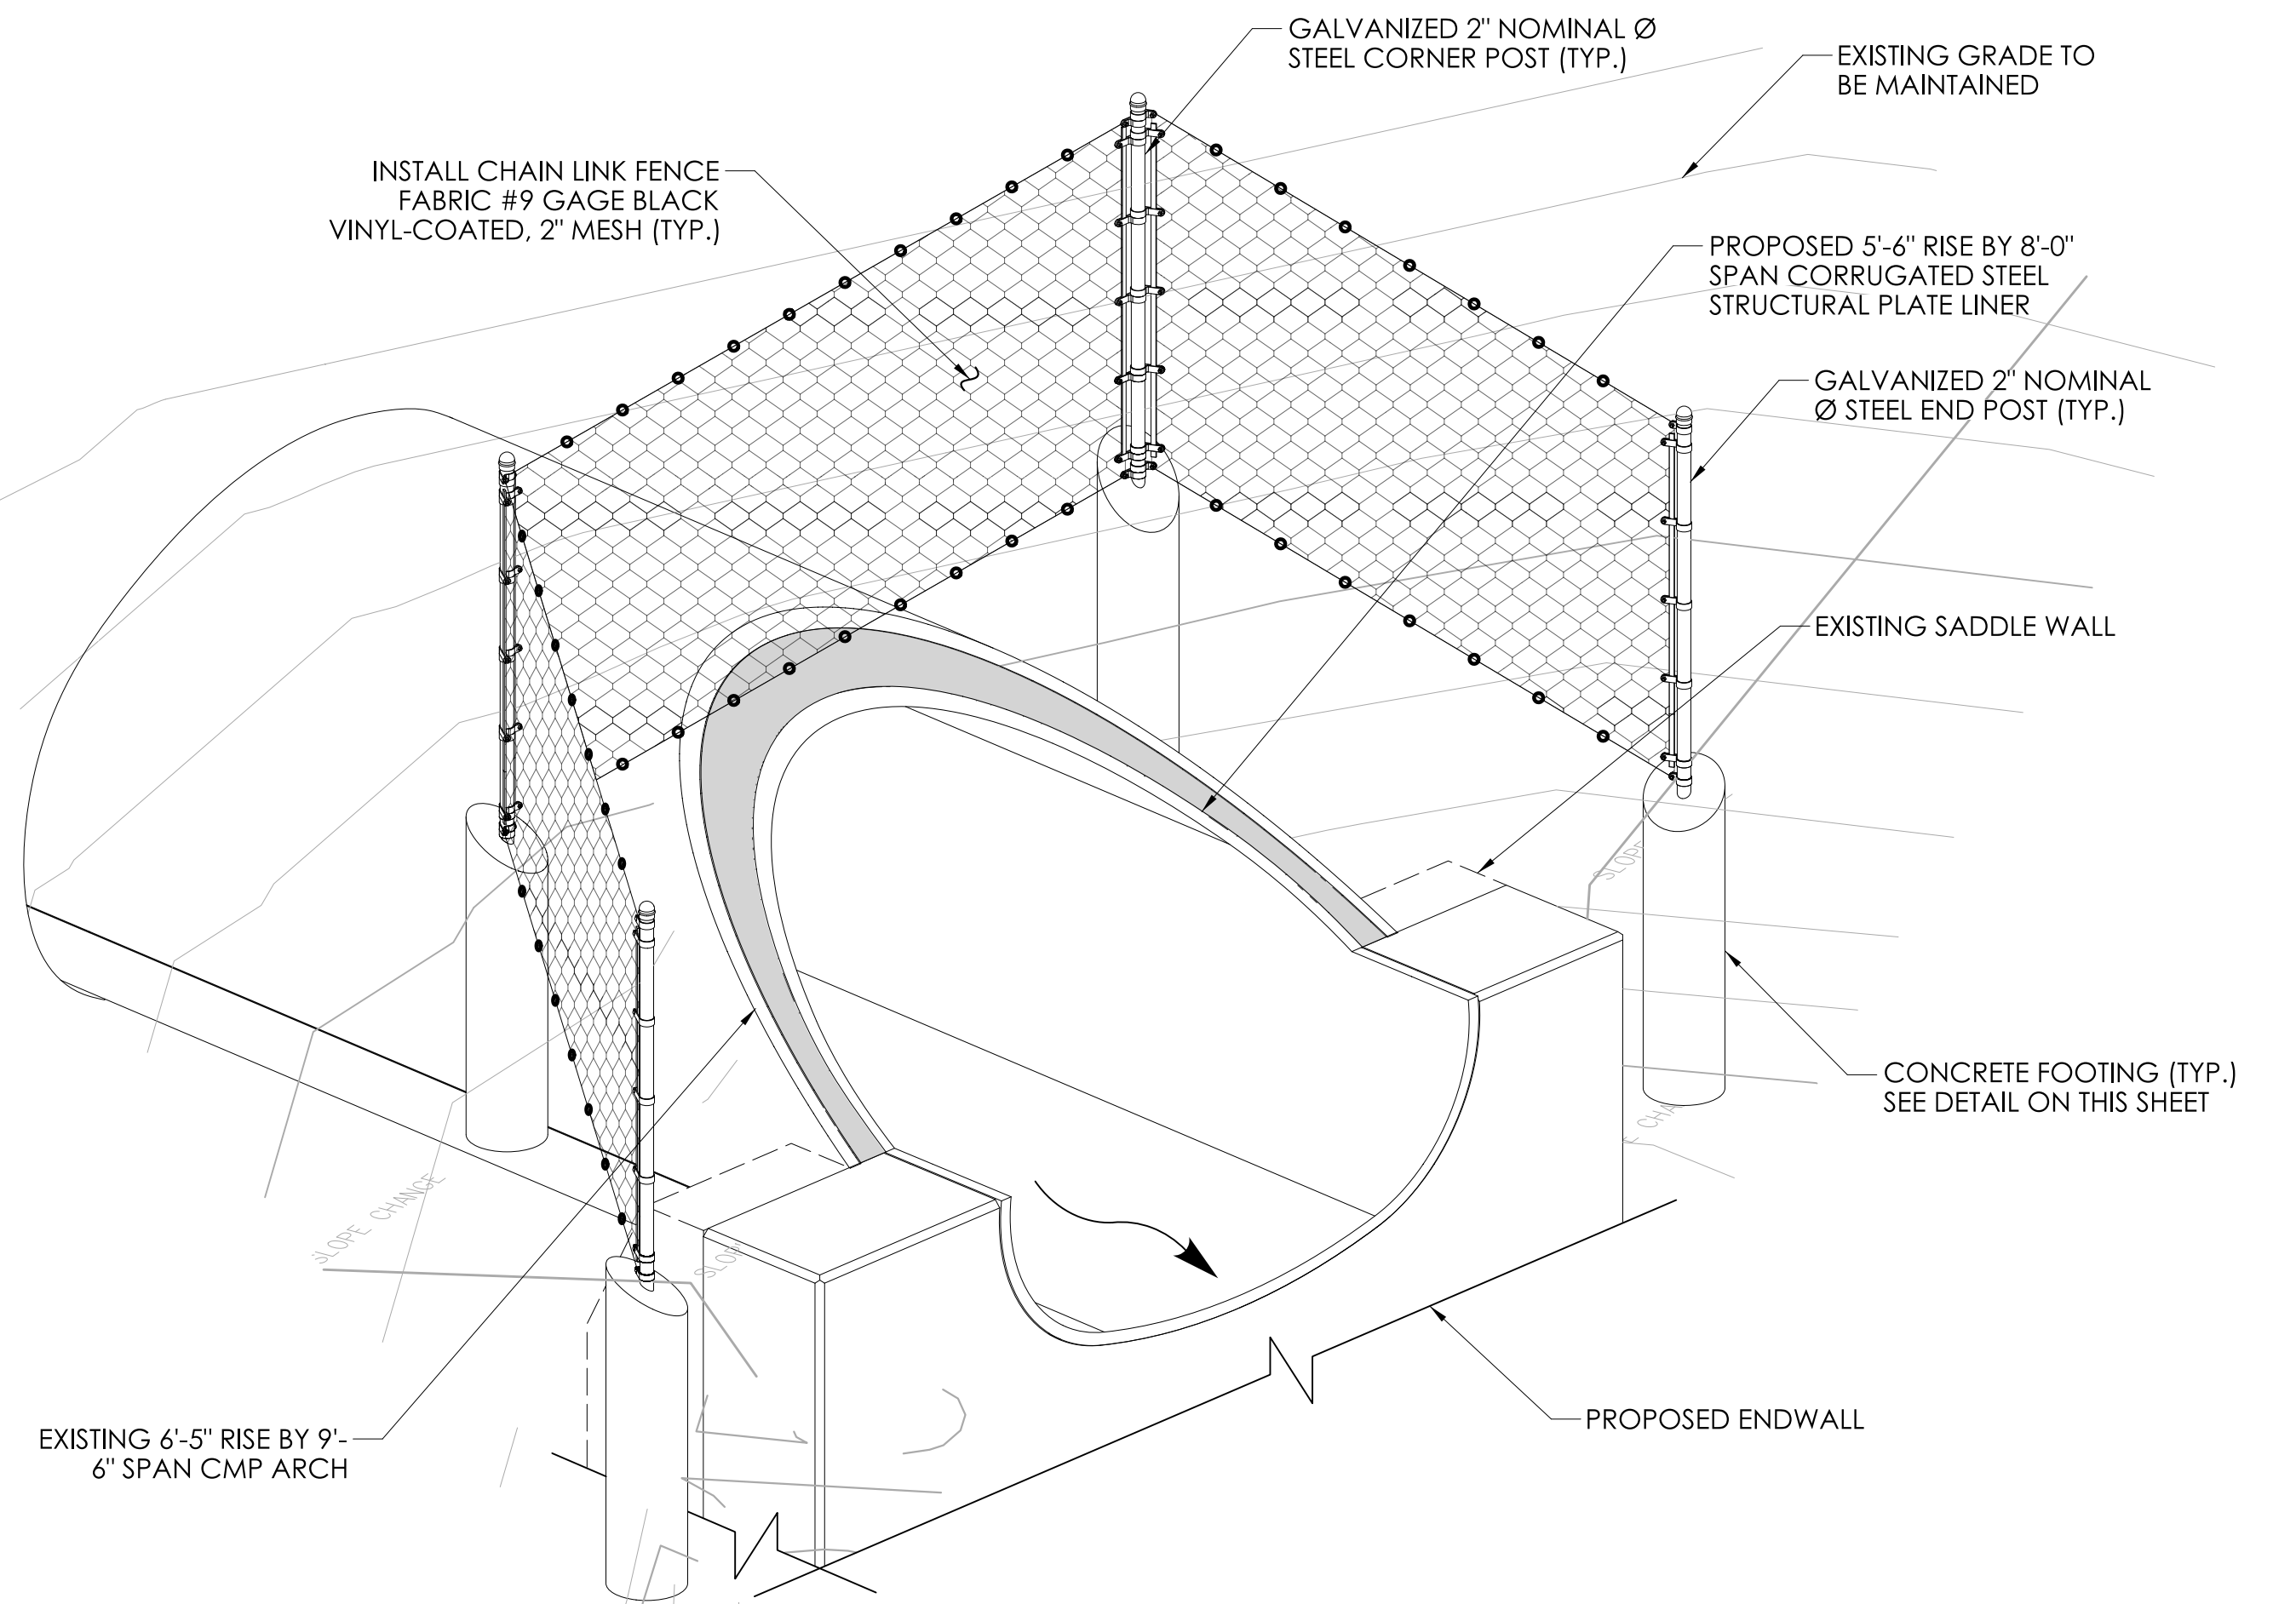 GALVANIZED 2" NOMINAL Ø
STEEL CORNER POST (TYP.)
EXISTING GRADE TO
BE MAINTAINED
INSTALL CHAIN LINK FENCE
FABRIC #9 GAGE BLACK
VINYL-COATED, 2" MESH (TYP.)
PROPOSED 5'-6" RISE BY 8'-0"
SPAN CORRUGATED STEEL
STRUCTURAL PLATE LINER
GALVANIZED 2" NOMINAL
Ø STEEL END POST (TYP.)
EXISTING SADDLE WALL
SLOPE
CONCRETE FOOTING (TYP.)
SEE DETAIL ON THIS SHEET
SLOPE CHANGE
PROPOSED ENDWALL
EXISTING 6'-5" RISE BY 9'-
6" SPAN CMP ARCH